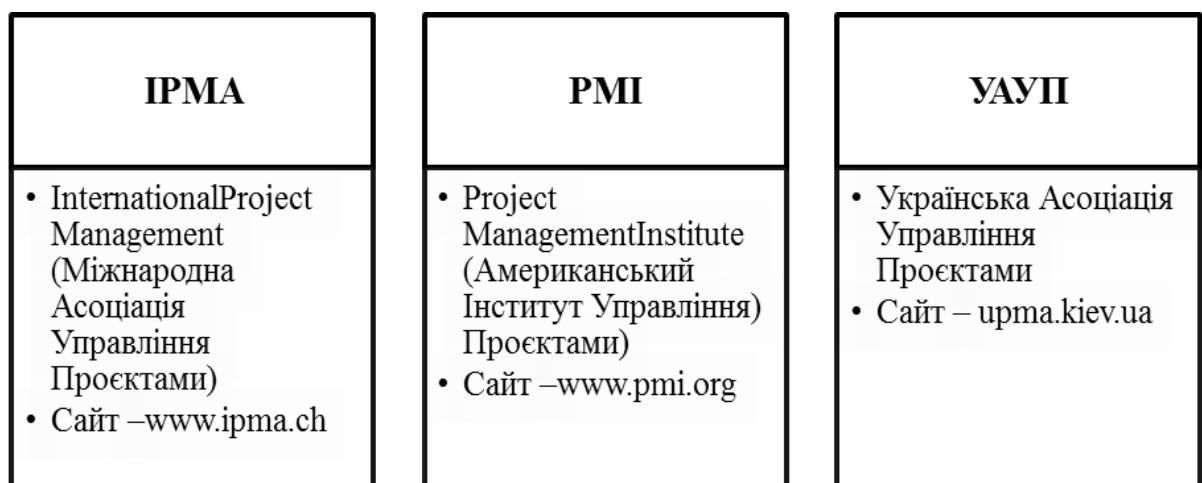 IPMA
• InternationalProject
Management
(Міжнародна
Асоціація
Управління
Проєктами)
• Сайт –www.ipma.ch
PMI
• Project
ManagementInstitute
(Американський
Інститут Управління)
Проєктами)
• Сайт –www.pmi.org
УАУП
• Українська Асоціація
Управління
Проєктами
• Сайт – upma.kiev.ua